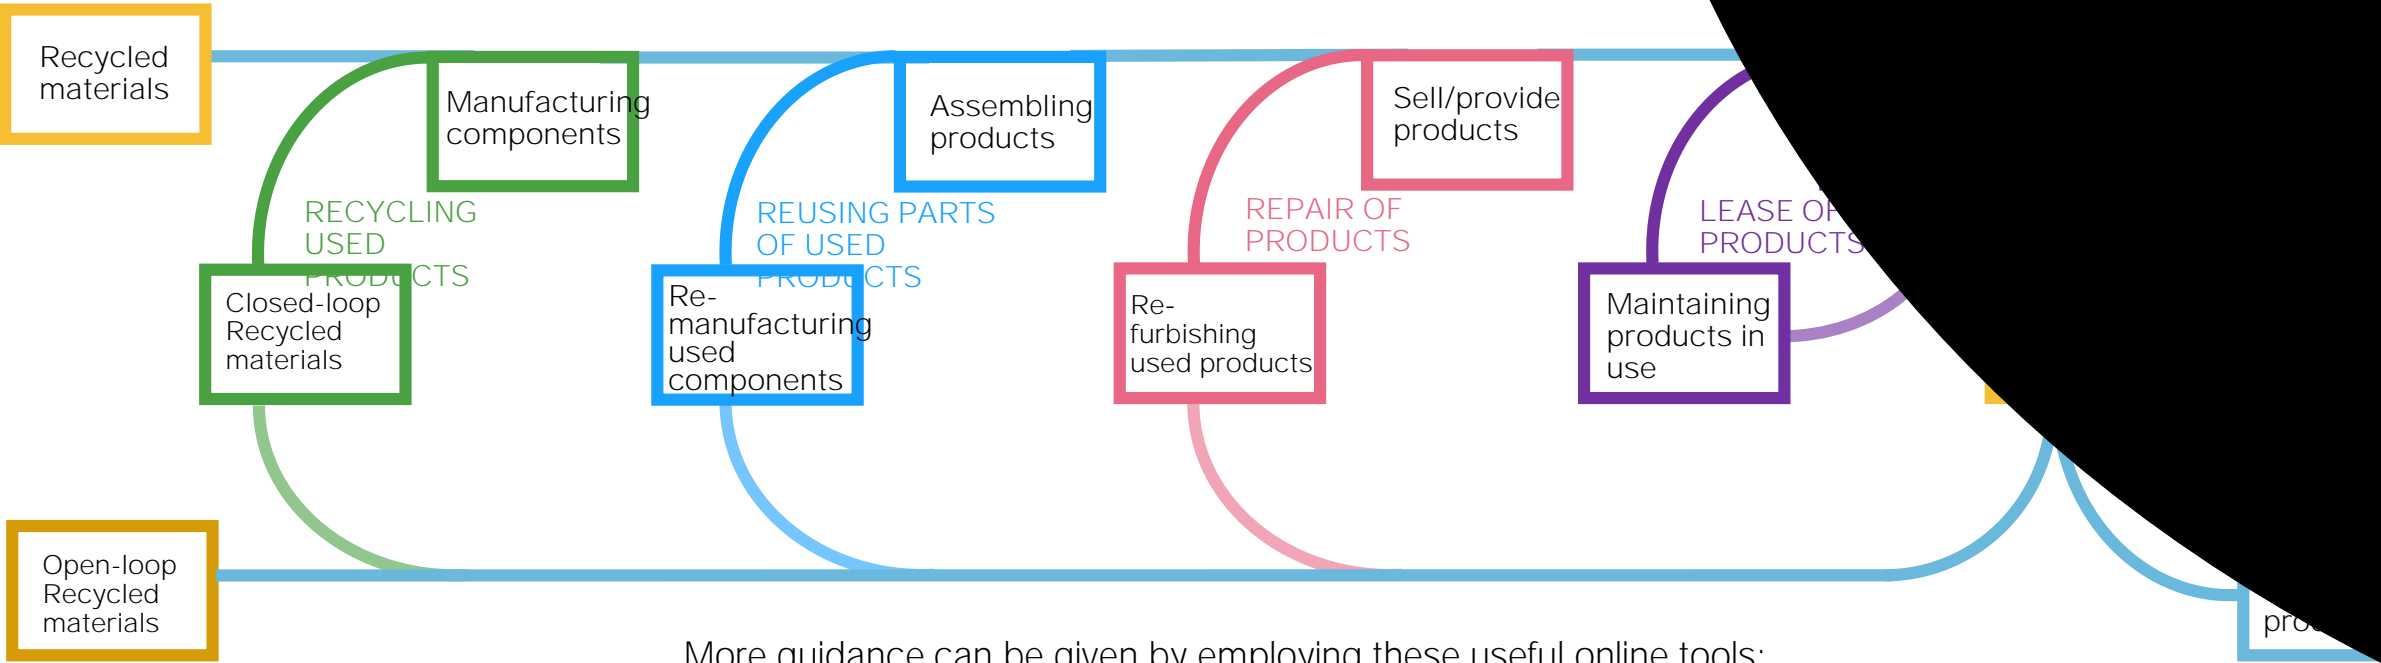 Recycled
materials
Manufacturing
components
Assembling
products
Sell/provide
products
RECYCLING
USED
PRODUCTS
REUSING PARTS
OF USED
PRODUCTS
REPAIR OF
PRODUCTS
LEASE OF
PRODUCTS
Closed-loop
Recycled
materials
Re-
manufacturing
used
components
Re-
furbishing
used products
Maintaining
products in
use
Open-loop
Recycled
materials
More guidance can be given by employing these useful online tools: